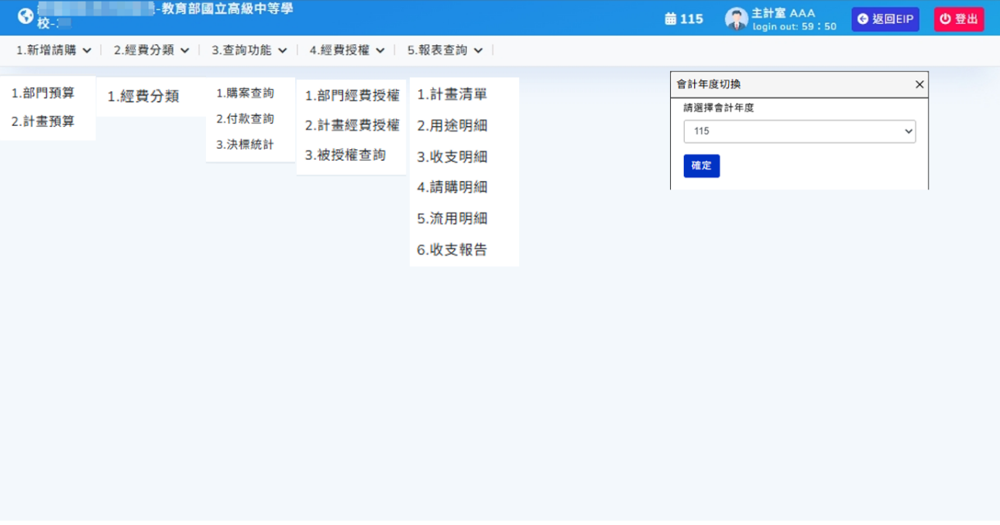 -教育部國立高級中等學
校-
115
主計室 AAA
login out: 59：50
返回EIP
登出
1.新增請購
2.經費分類
3.查詢功能
4.經費授權
5.報表查詢
1.部門預算
2.計畫預算
1.經費分類
1.購案查詢
2.付款查詢
3.決標統計
1.部門經費授權
2.計畫經費授權
3.被授權查詢
1.計畫清單
2.用途明細
3.收支明細
4.請購明細
5.流用明細
6.收支報告
會計年度切換
請選擇會計年度
115
確定